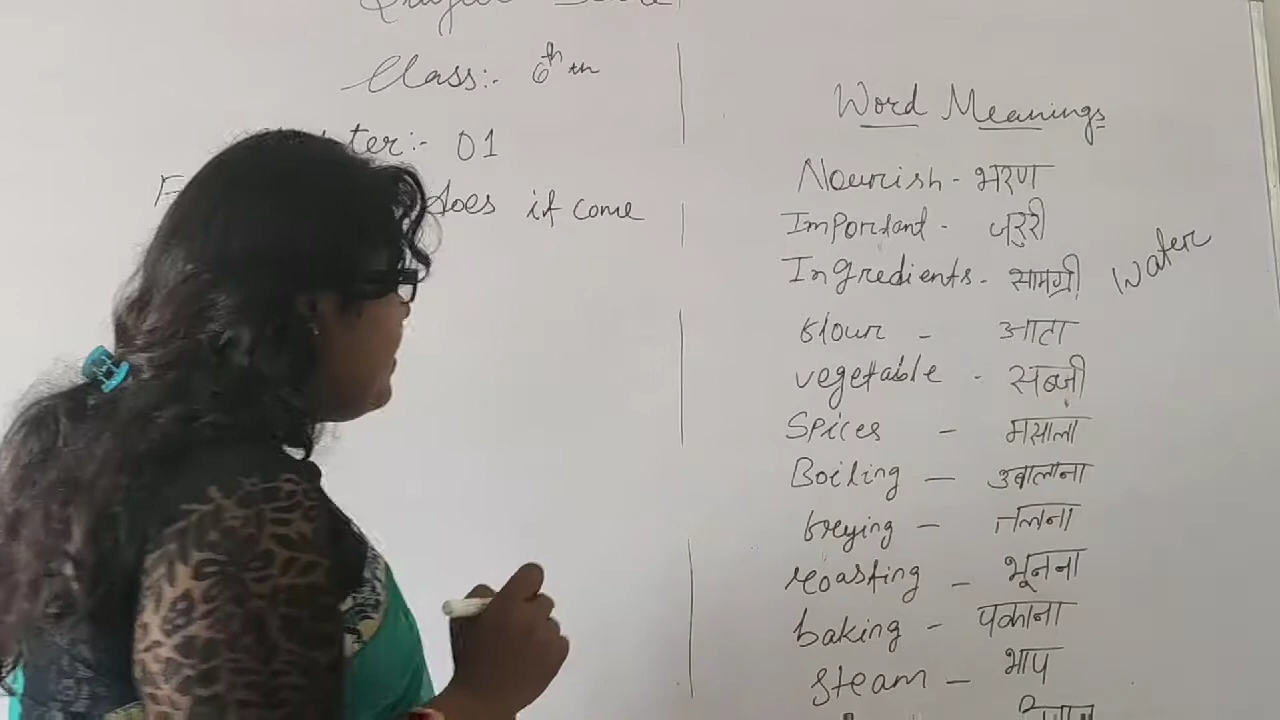 Class:- 6th th
ter:- 01
F does it come
Word Meanings
Nourish - भरण
Important - जरुरी
Ingredients - सामग्री water
flour - आटा
vegetable - सब्ज़ी
Spices - मसाला
Boiling - उबालना
freying - तलना
roasting - भूनना
baking - पकाना
steam - भाप